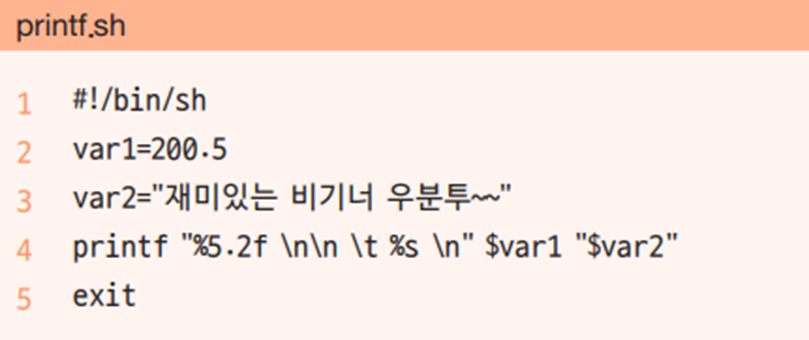 printf.sh
1 #!/bin/sh
2 var1=200.5
3 var2="재미있는 비기너 우분투~~"
4 printf "%5.2f \n\n \t %s \n" $var1 "$var2"
5 exit